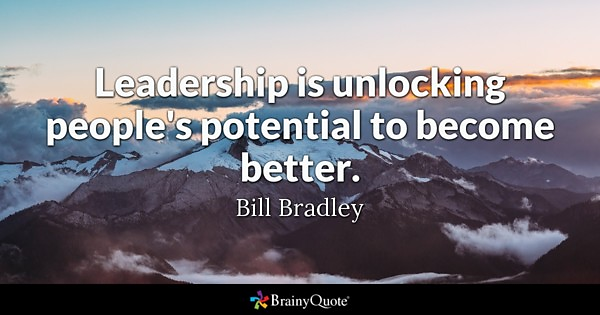 Leadership is unlocking
people's potential to become
better.
Bill Bradley
BrainyQuote®